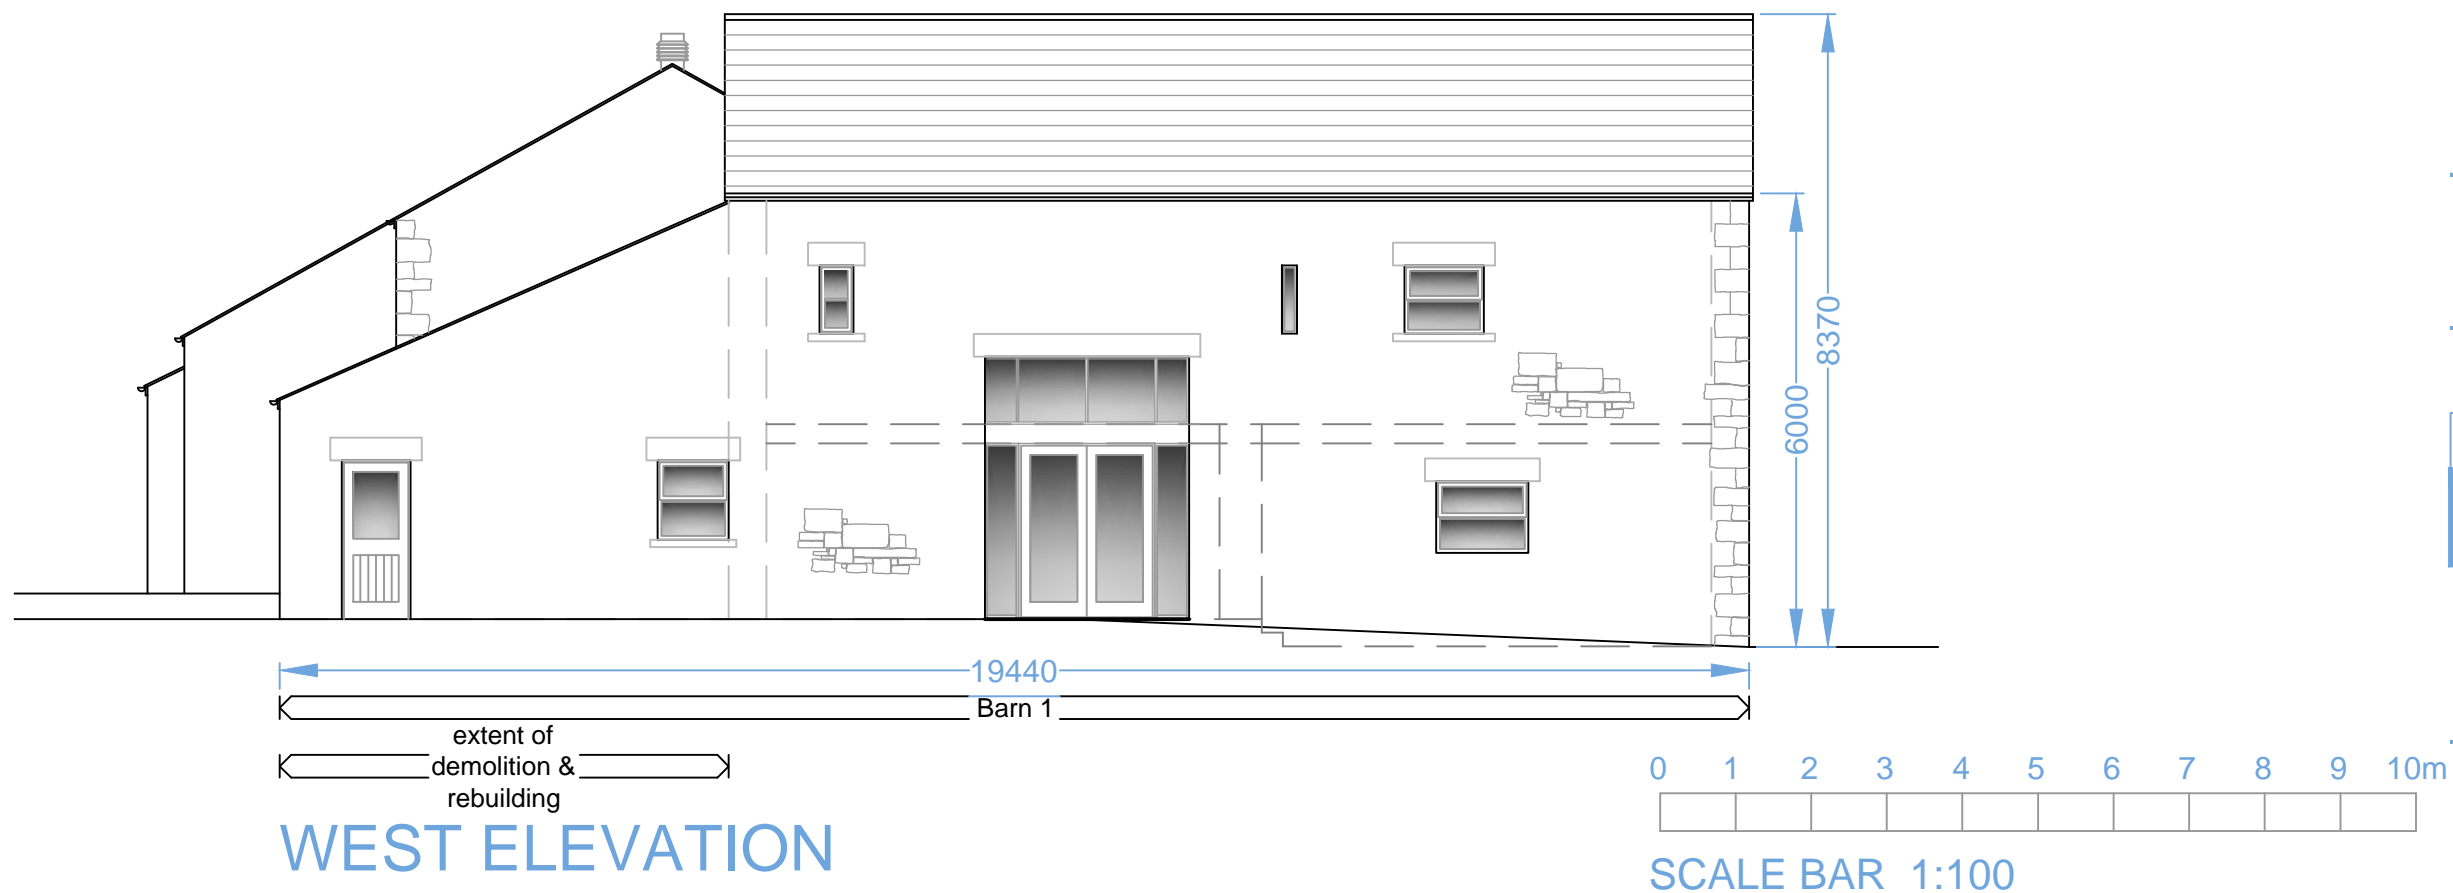 8370
6000
19440
Barn 1
extent of
demolition &
rebuilding
WEST ELEVATION
0 1 2 3 4 5 6 7 8 9 10m
SCALE BAR 1:100